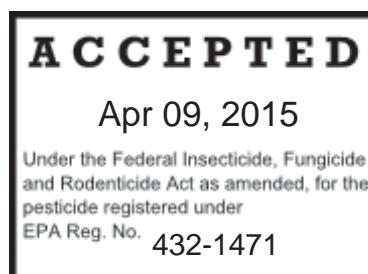 ACCEPTED
Apr 09, 2015
Under the Federal Insecticide, Fungicide
and Rodenticide Act as amended, for the
pesticide registered under
EPA Reg. No. 432-1471